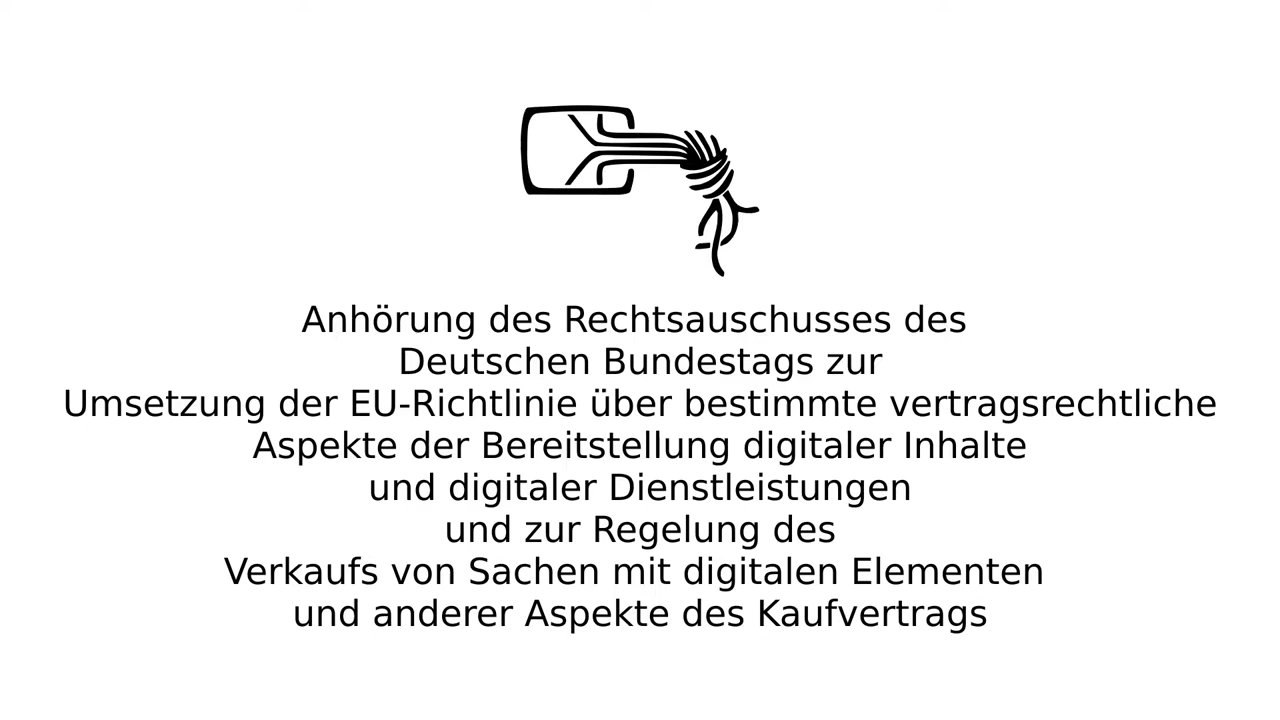 Anhörung des Rechtsauschusses des
Deutschen Bundestags zur
Umsetzung der EU-Richtlinie über bestimmte vertragsrechtliche
Aspekte der Bereitstellung digitaler Inhalte
und digitaler Dienstleistungen
und zur Regelung des
Verkaufs von Sachen mit digitalen Elementen
und anderer Aspekte des Kaufvertrags